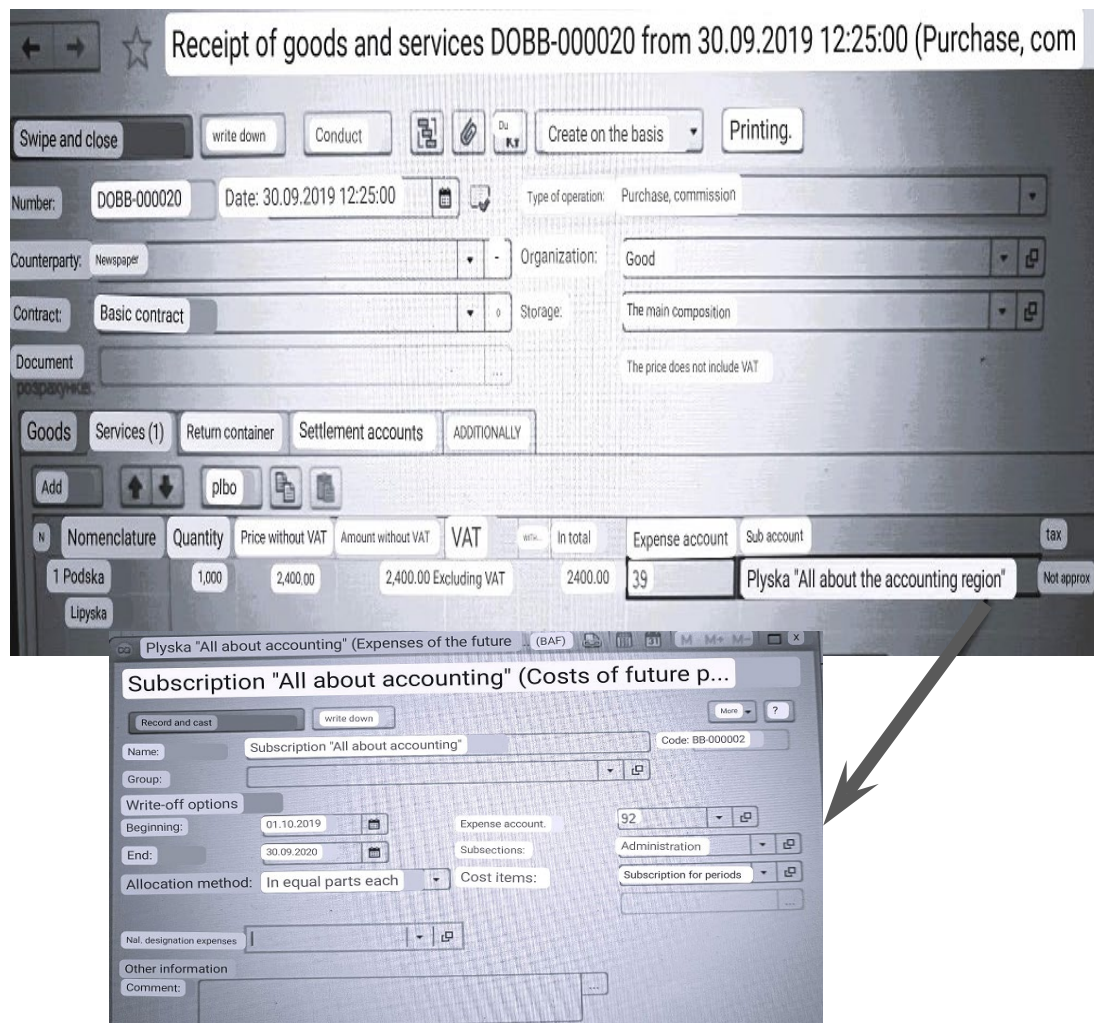 Receipt of goods and services DOBB-000020 from 30.09.2019 12:25:00 (Purchase, com
Swipe and close write down Conduct Du Create on the basis Printing.
Number: DOBB-000020 Date: 30.09.2019 12:25:00 Type of operation: Purchase, commission
Counterparty: Newspaper - Organization: Good
Contract: Basic contract Storage: The main composition
Document ... The price does not include VAT
розрахунків:
Goods Services (1) Return container Settlement accounts ADDITIONALLY
Add plbo
N Nomenclature Quantity Price without VAT Amount without VAT VAT In total Expense account Sub account tax
1 Podska 1,000 2,400.00 2,400.00 Excluding VAT 2400.00 39 Plyska "All about the accounting region" Not approx
Lipyska
Plyska "All about accounting" (Expenses of the future ... (BAF) 31 M M+ M- x
Subscription "All about accounting" (Costs of future p...
Record and cast write down More ?
Name: Subscription "All about accounting" Code: BB-000002
Group:
Write-off options
Beginning: 01.10.2019 Expense account. 92
End: 30.09.2020 Subsections: Administration
Allocation method: In equal parts each Cost items: Subscription for periods
...
Nal. designation expenses
Other information
Comment: ...